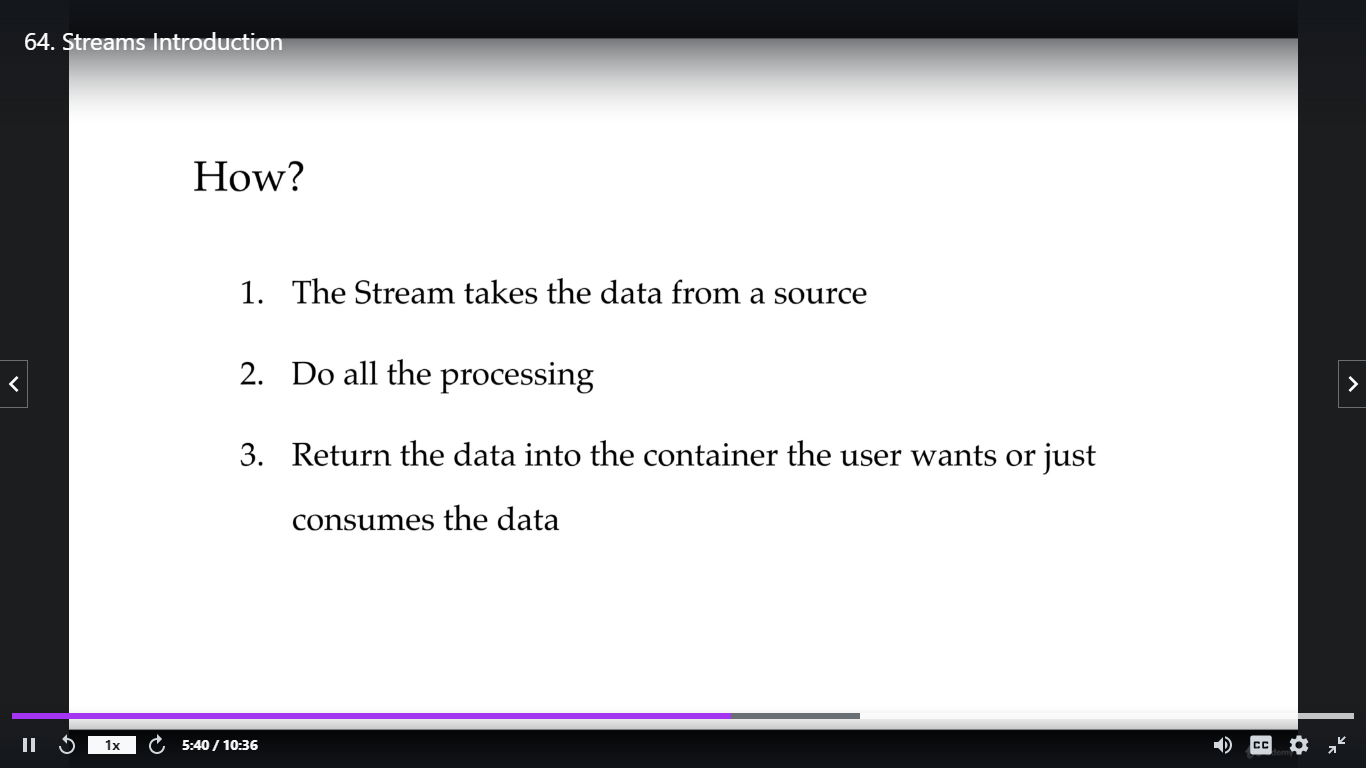 64. Streams Introduction
How?
1. The Stream takes the data from a source
2. Do all the processing
3. Return the data into the container the user wants or just
consumes the data
1x
5:40 / 10:36
CC